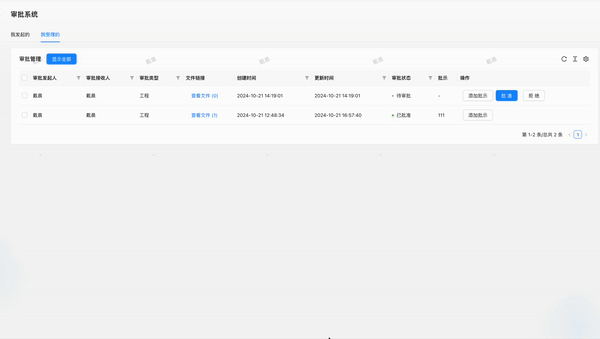 审批系统
我发起的 我管理的
审批管理 显示全部
审批发起人 审批接收人 审批类型 文件链接 创建时间 更新时间 审批状态 批示 操作
戴晨 戴晨 工程 查看文件 (0) 2024-10-21 14:19:01 2024-10-21 14:19:01 待审批 - 添加批示 批 准 拒 绝
戴晨 戴晨 工程 查看文件 (1) 2024-10-21 12:48:34 2024-10-21 16:57:40 已批准 111 添加批示
第 1-2 条/总共 2 条 1